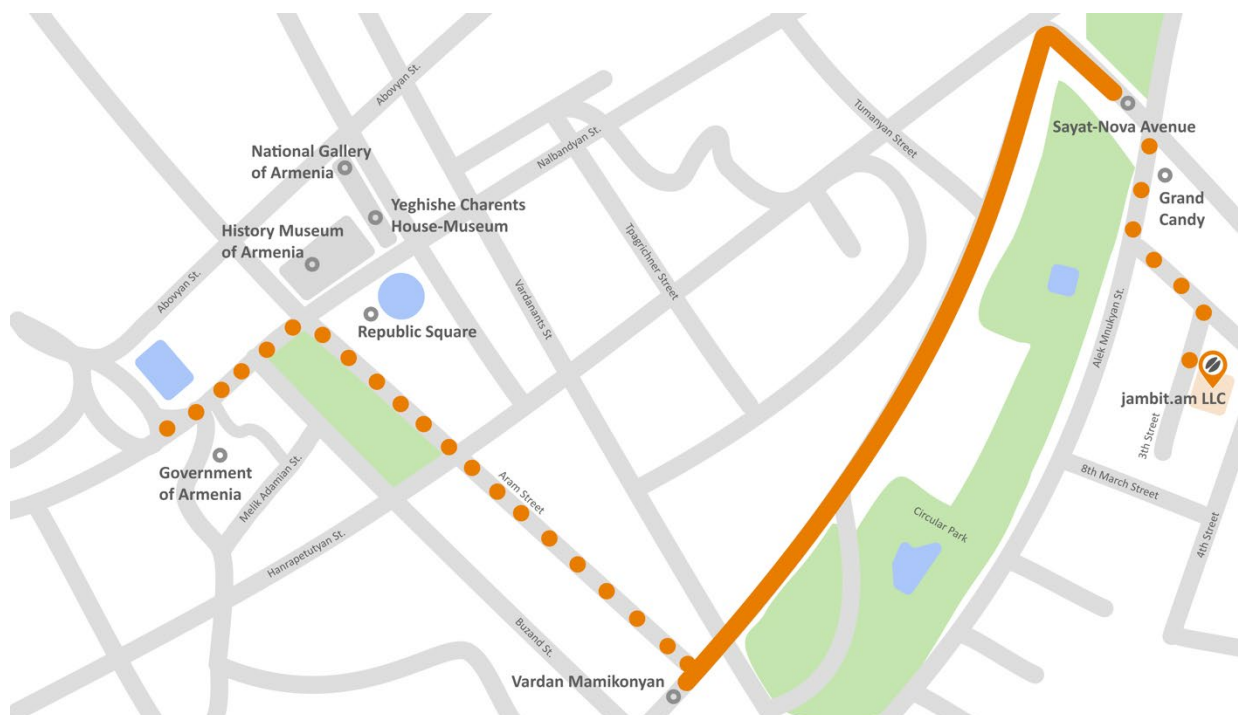 Abovyan St.
National Gallery
of Armenia
Nalbandyan St.
Tumanyan Street
Sayat-Nova Avenue
Yeghishe Charents
House-Museum
Grand
Candy
History Museum
of Armenia
Tpagrichner Street
Abovyan St.
Vardanants St
Republic Square
Alek Mnukyan St.
jambit.am LLC
3th Street
Government
of Armenia
Melik Adamian St.
Aram Street
8th March Street
Circular Park
4th Street
Hanrapetutyan St.
Buzand St.
Vardan Mamikonyan